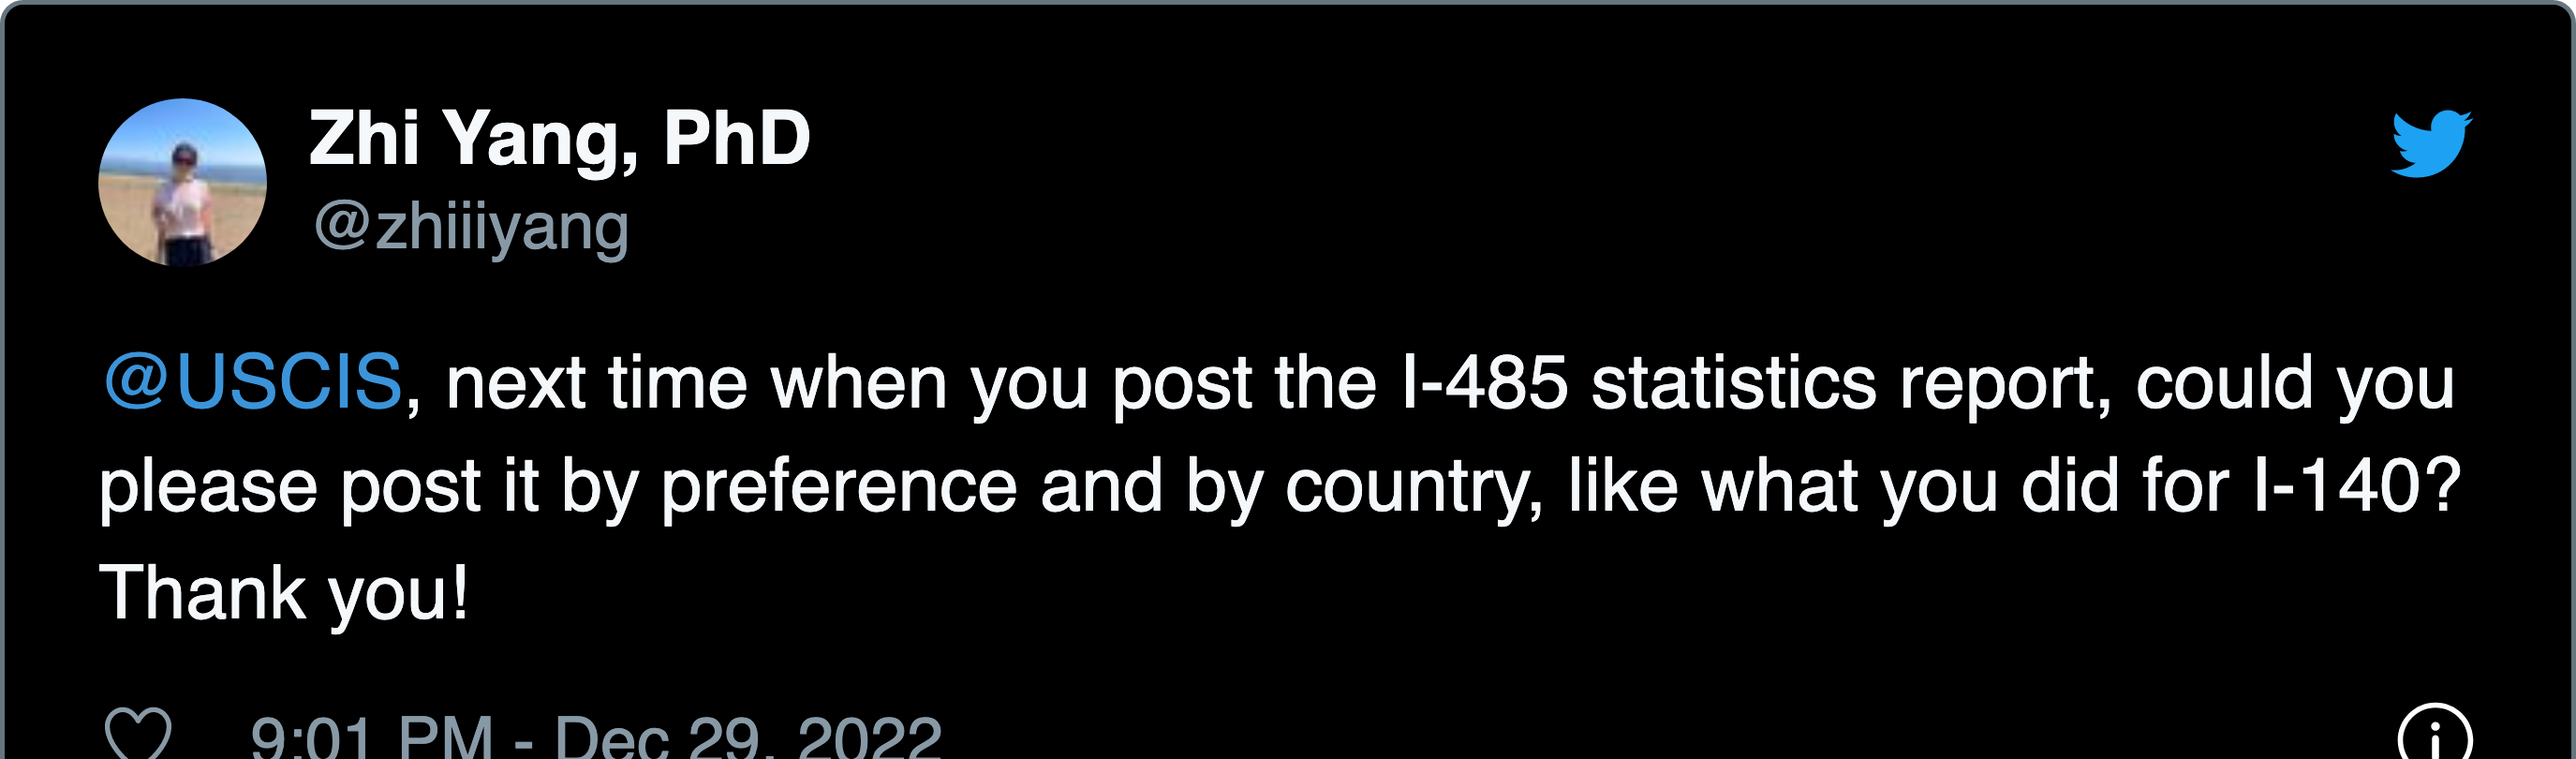 Zhi Yang, PhD
@zhiiiyang
@USCIS, next time when you post the I-485 statistics report, could you
please post it by preference and by country, like what you did for I-140?
Thank you!
9:01 PM - Dec 29, 2022